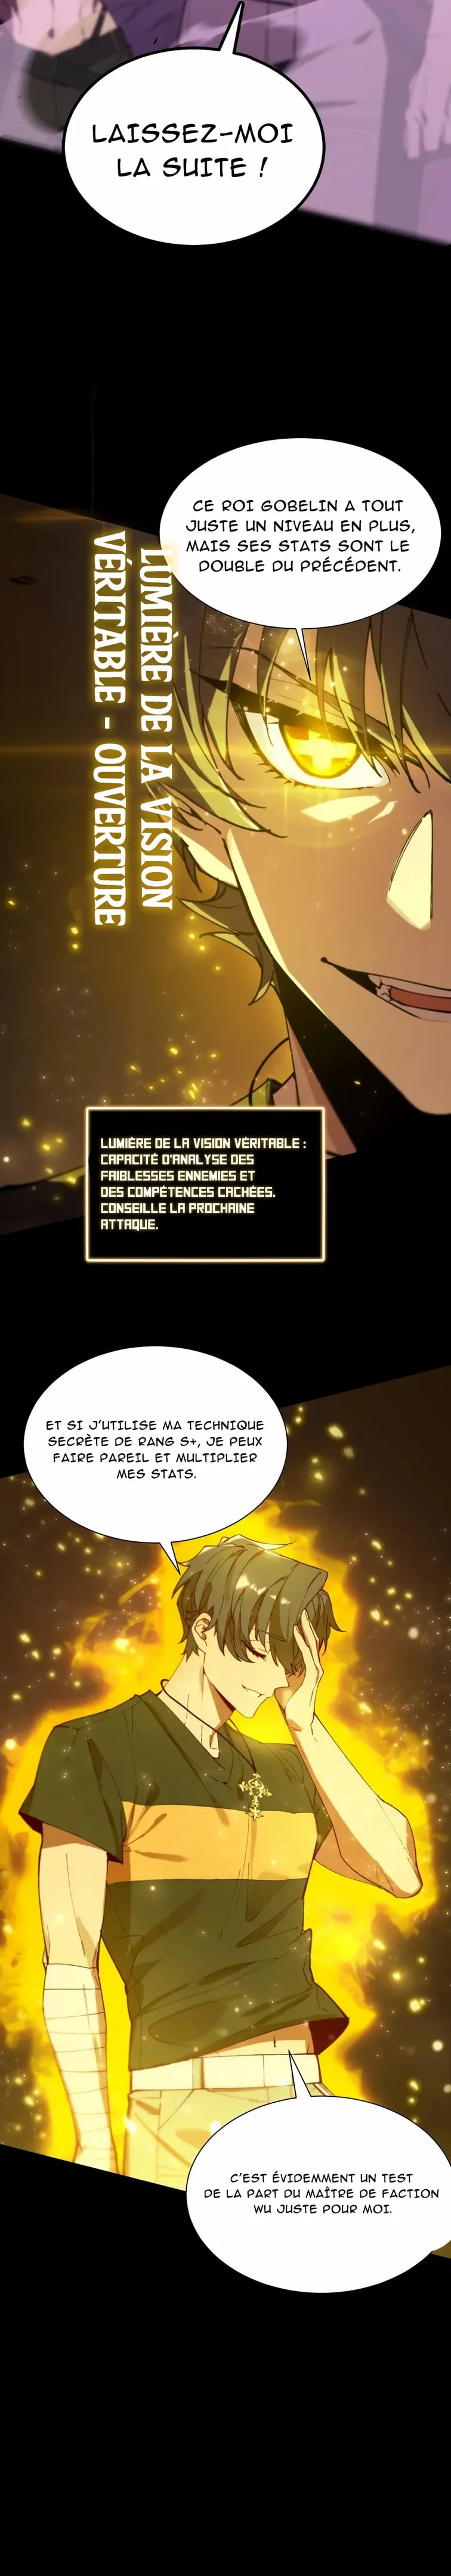 LAISSEZ-MOI
LA SUITE !
CE ROI GOBELIN A TOUT
JUSTE UN NIVEAU EN PLUS,
MAIS SES STATS SONT LE
DOUBLE DU PRÉCÉDENT.
LUMIÈRE DE LA VISION
VÉRITABLE - OUVERTURE
LUMIÈRE DE LA VISION VÉRITABLE :
CAPACITÉ D'ANALYSE DES
FAIBLESSES ENNEMIES ET
DES COMPÉTENCES CACHÉES.
CONSEILLE LA PROCHAINE
ATTAQUE.
ET SI J'UTILISE MA TECHNIQUE
SECRÈTE DE RANG S+, JE PEUX
FAIRE PAREIL ET MULTIPLIER
MES STATS.
C'EST ÉVIDEMMENT UN TEST
DE LA PART DU MAÎTRE DE FACTION
WU JUSTE POUR MOI.